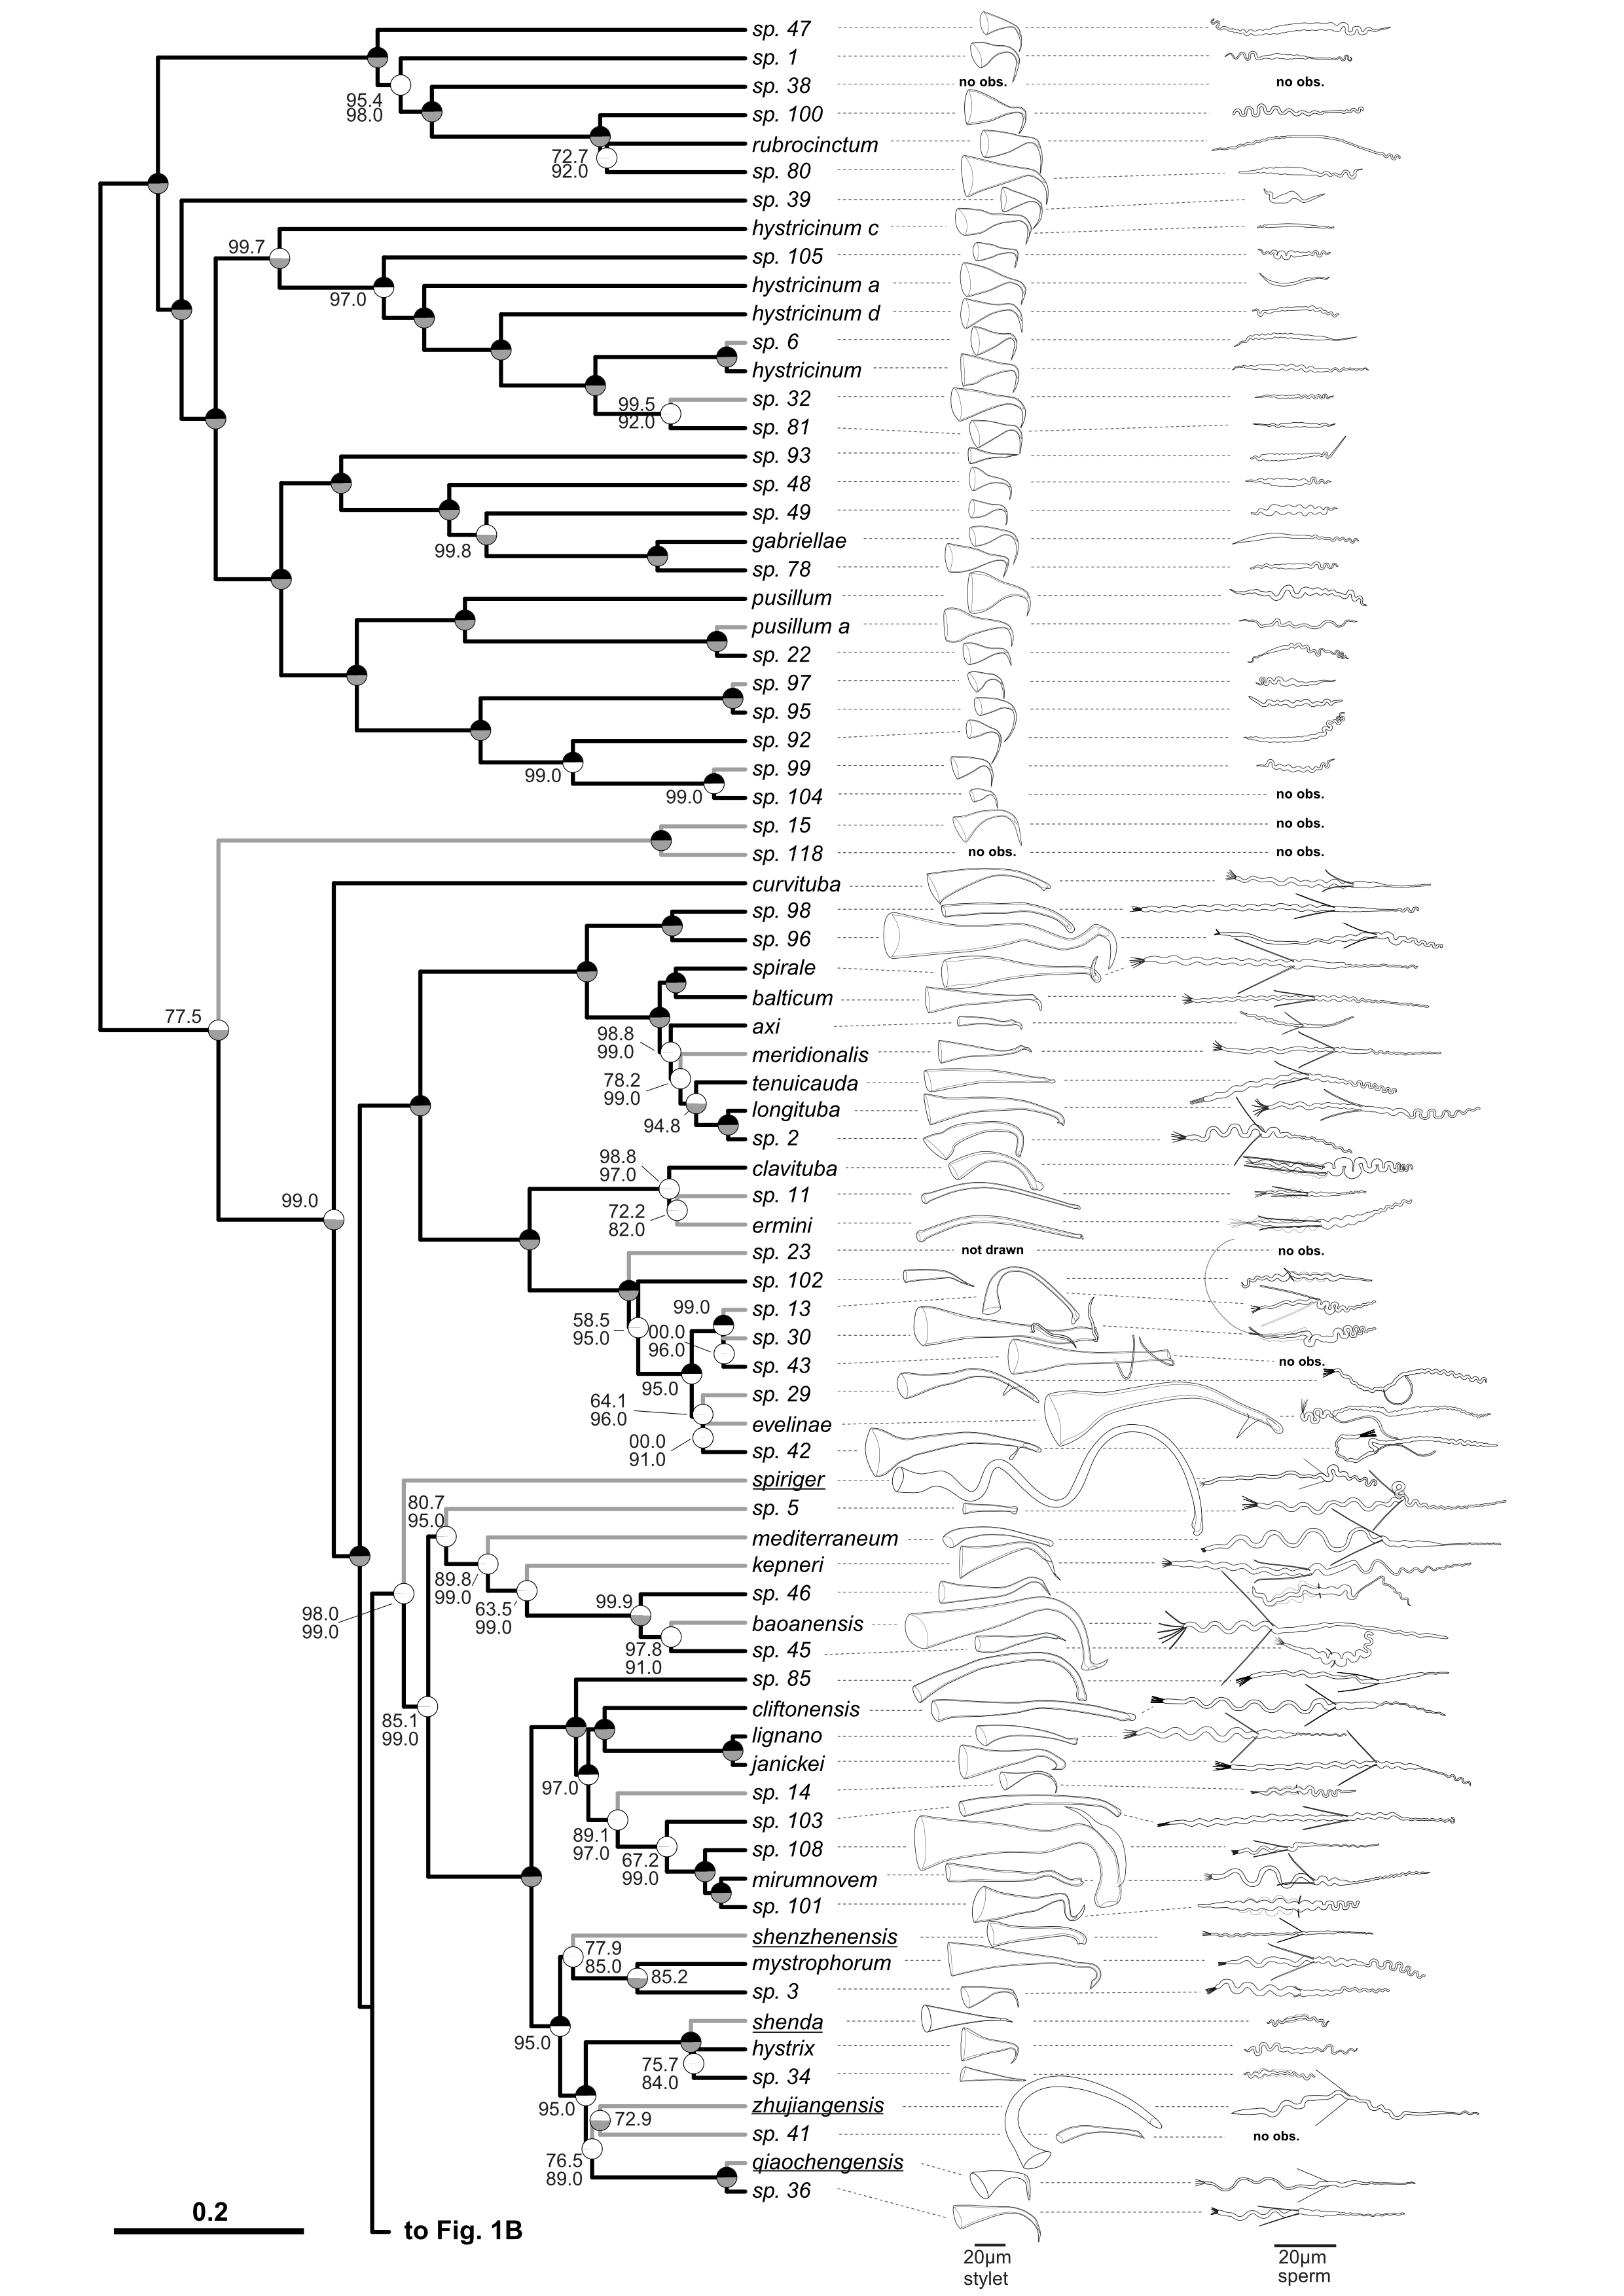 sp. 47
sp. 1
sp. 38 no obs. no obs.
95.4
98.0
sp. 100
rubrocinctum
72.7
92.0
sp. 80
sp. 39
hystricinum c
99.7
sp. 105
97.0
hystricinum a
hystricinum d
sp. 6
hystricinum
sp. 32
99.5
92.0
sp. 81
sp. 93
sp. 48
sp. 49
99.8
gabriellae
sp. 78
pusillum
pusillum a
sp. 22
sp. 97
sp. 95
sp. 92
99.0
sp. 99
99.0
sp. 104 no obs.
sp. 15 no obs.
sp. 118 no obs. no obs.
curvituba
sp. 98
sp. 96
spirale
balticum
77.5
axi
98.8
99.0
meridionalis
78.2
99.0
tenuicauda
longituba
94.8
sp. 2
98.8
97.0
clavituba
sp. 11
99.0
72.2
82.0
ermini
sp. 23 not drawn no obs.
sp. 102
99.0
sp. 13
58.5
95.0
00.0
96.0
sp. 30
sp. 43 no obs.
95.0
sp. 29
64.1
96.0
evelinae
00.0
91.0
sp. 42
spiriger
80.7
95.0
sp. 5
mediterraneum
kepneri
89.8
99.0
63.5
99.0
99.9
sp. 46
98.0
99.0
baoanensis
97.8
91.0
sp. 45
sp. 85
cliftonensis
85.1
99.0
lignano
janickei
97.0
sp. 14
sp. 103
89.1
97.0
sp. 108
67.2
99.0
mirumnovem
sp. 101
shenzhenensis
77.9
85.0
mystrophorum
85.2
sp. 3
shenda
95.0
hystrix
75.7
84.0
sp. 34
zhujiangensis
95.0
72.9
sp. 41 no obs.
76.5
89.0
qiaochengensis
sp. 36
0.2
to Fig. 1B
20µm
stylet
20µm
sperm